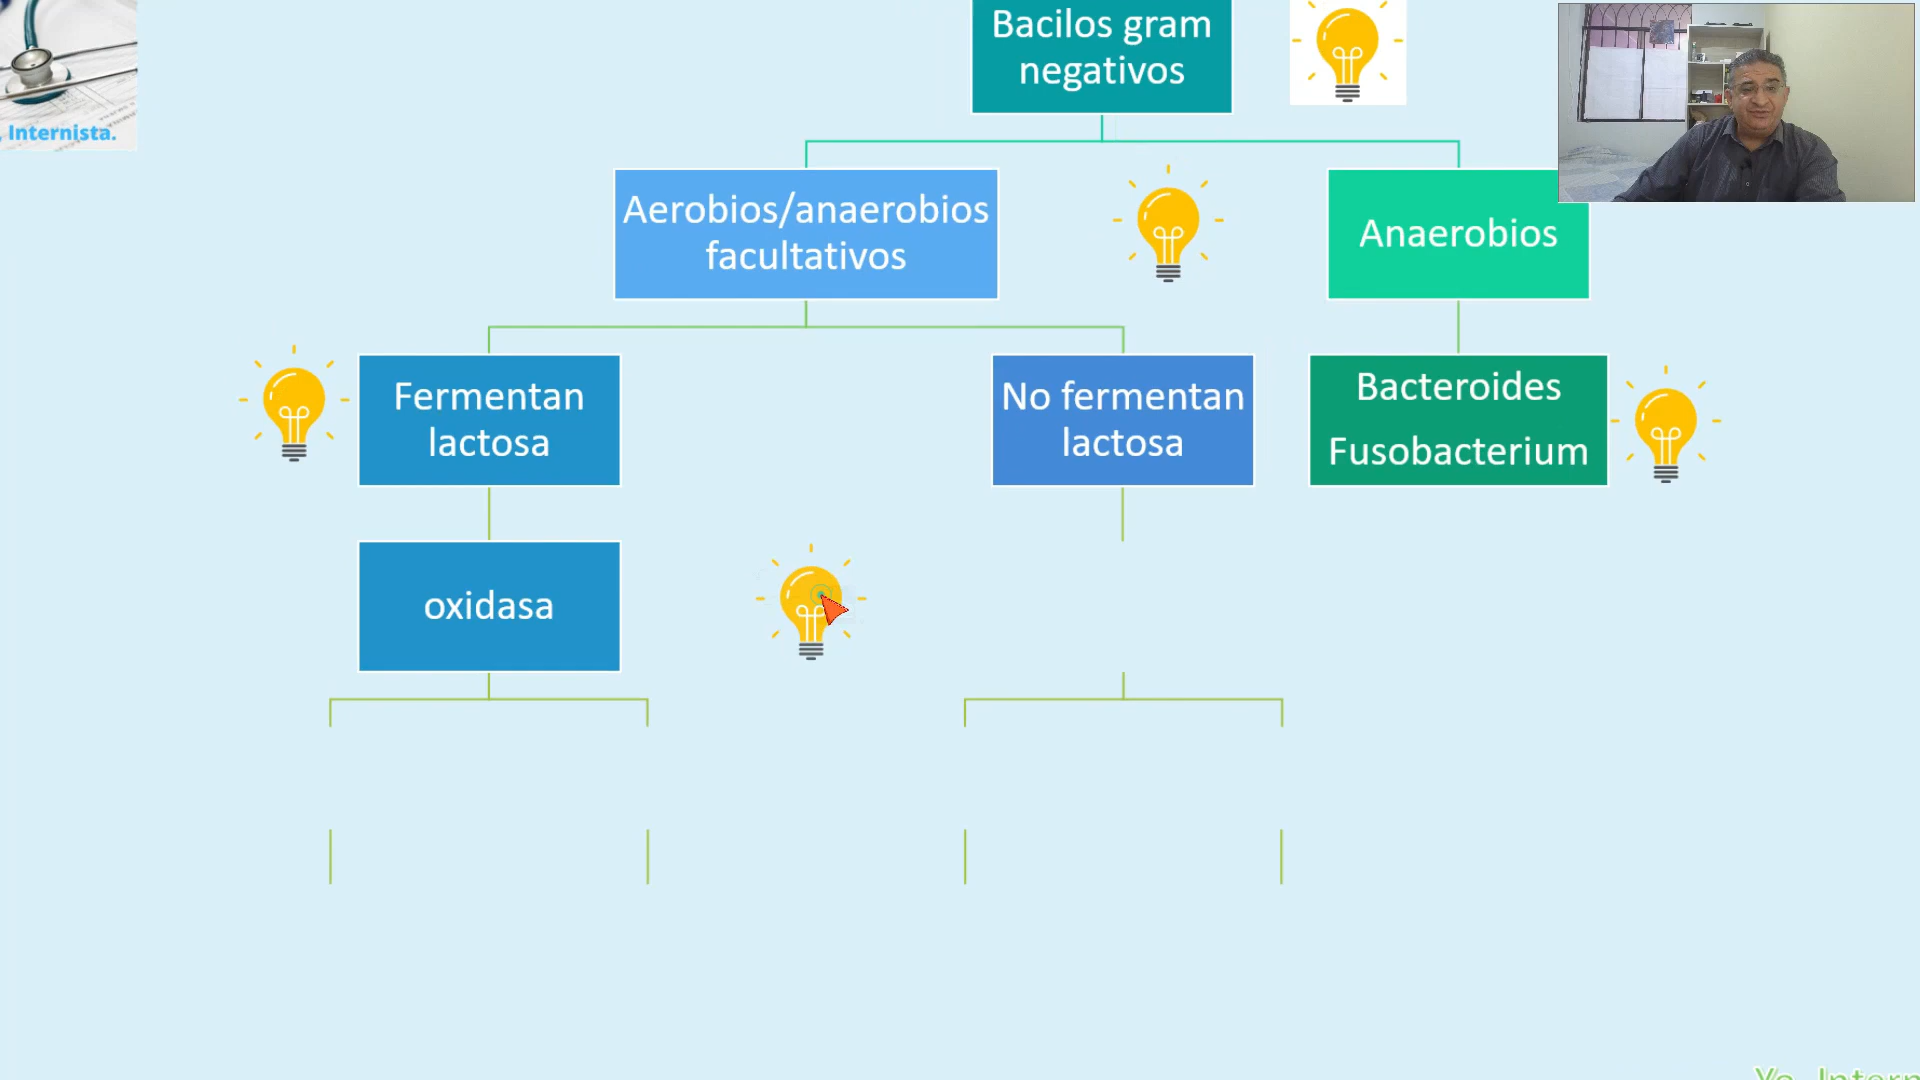 Bacilos gram
negativos
, Internista.
Aerobios/anaerobios
facultativos
Anaerobios
Fermentan
lactosa
No fermentan
lactosa
Bacteroides
Fusobacterium
oxidasa